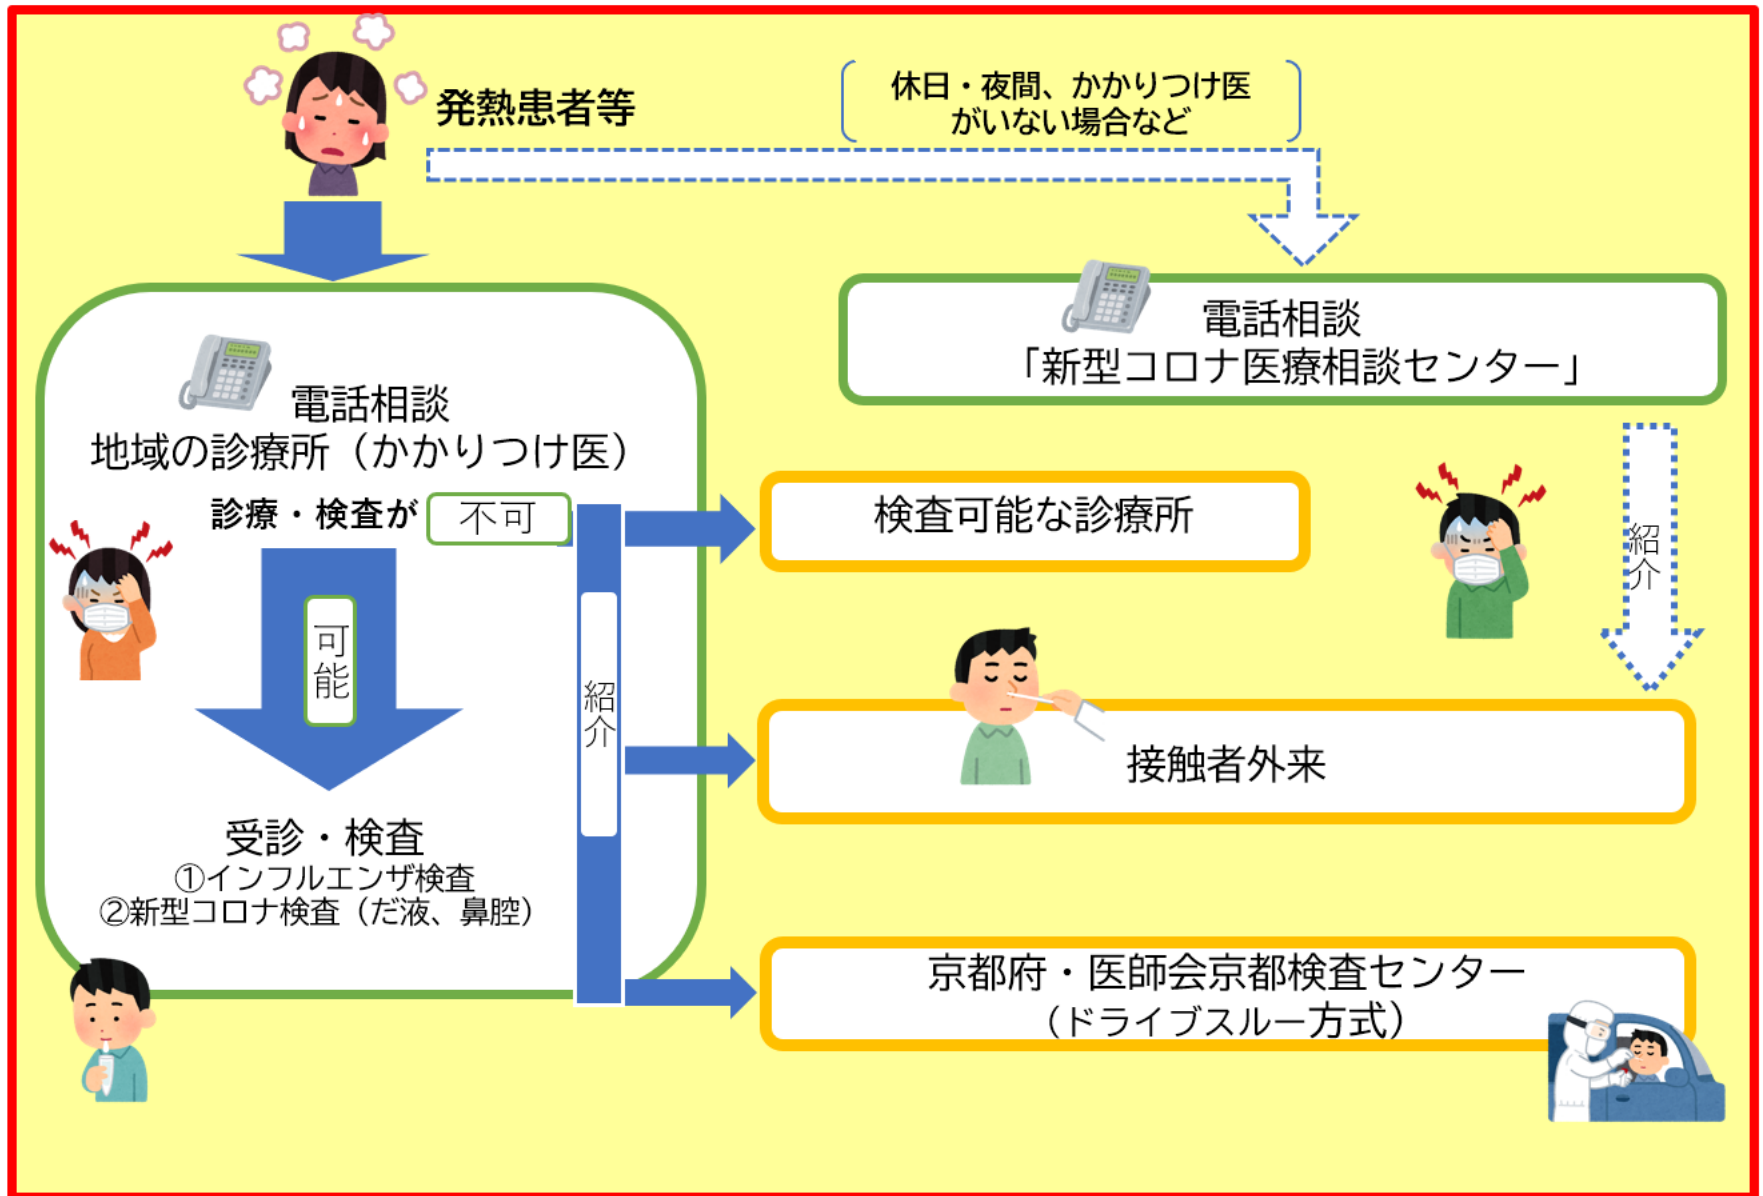 発熱患者等
休日・夜間、かかりつけ医
がいない場合など
電話相談
「新型コロナ医療相談センター」
電話相談
地域の診療所（かかりつけ医）
診療・検査が
不可
可能
紹介
受診・検査
①インフルエンザ検査
②新型コロナ検査（だ液、鼻腔）
検査可能な診療所
紹介
接触者外来
京都府・医師会京都検査センター
（ドライブスルー方式）